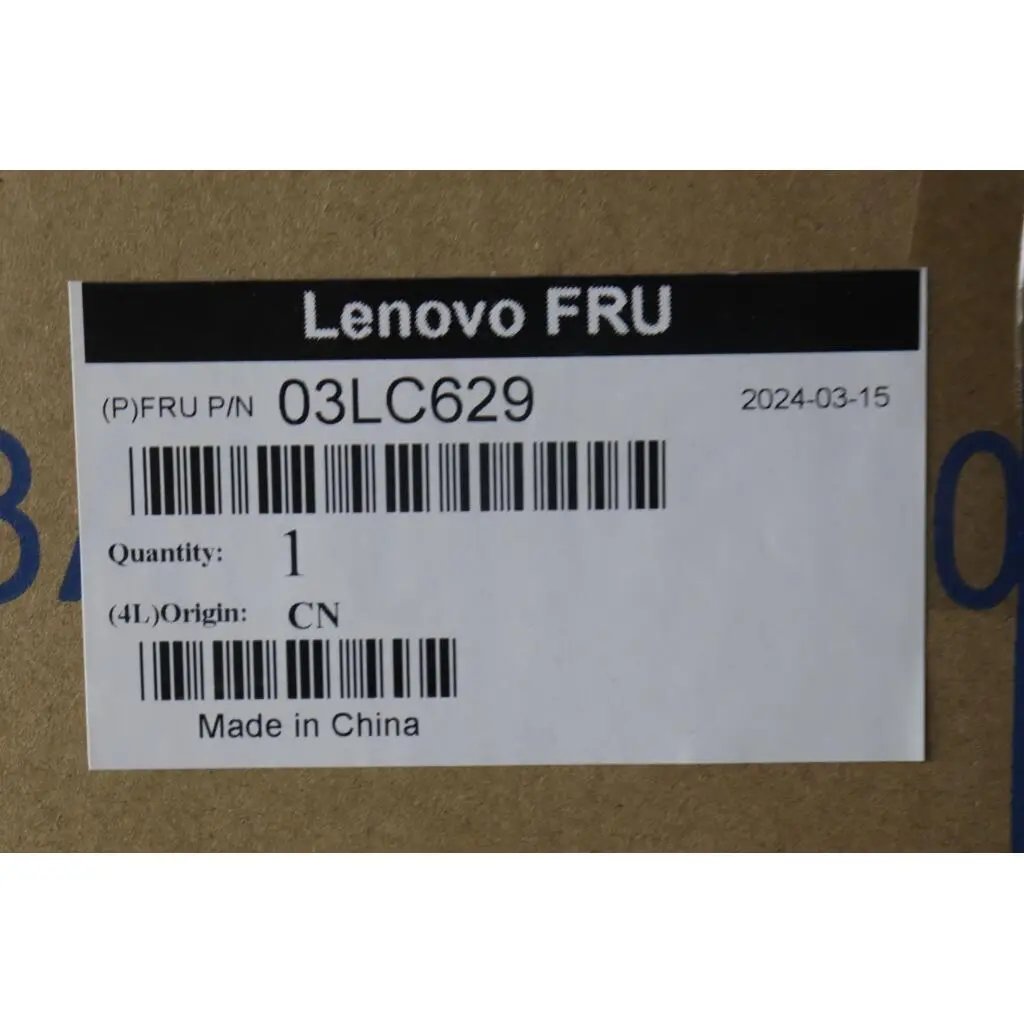 Lenovo FRU
(P)FRU P/N 03LC629 2024-03-15
Quantity: 1
(4L)Origin: CN
Made in China